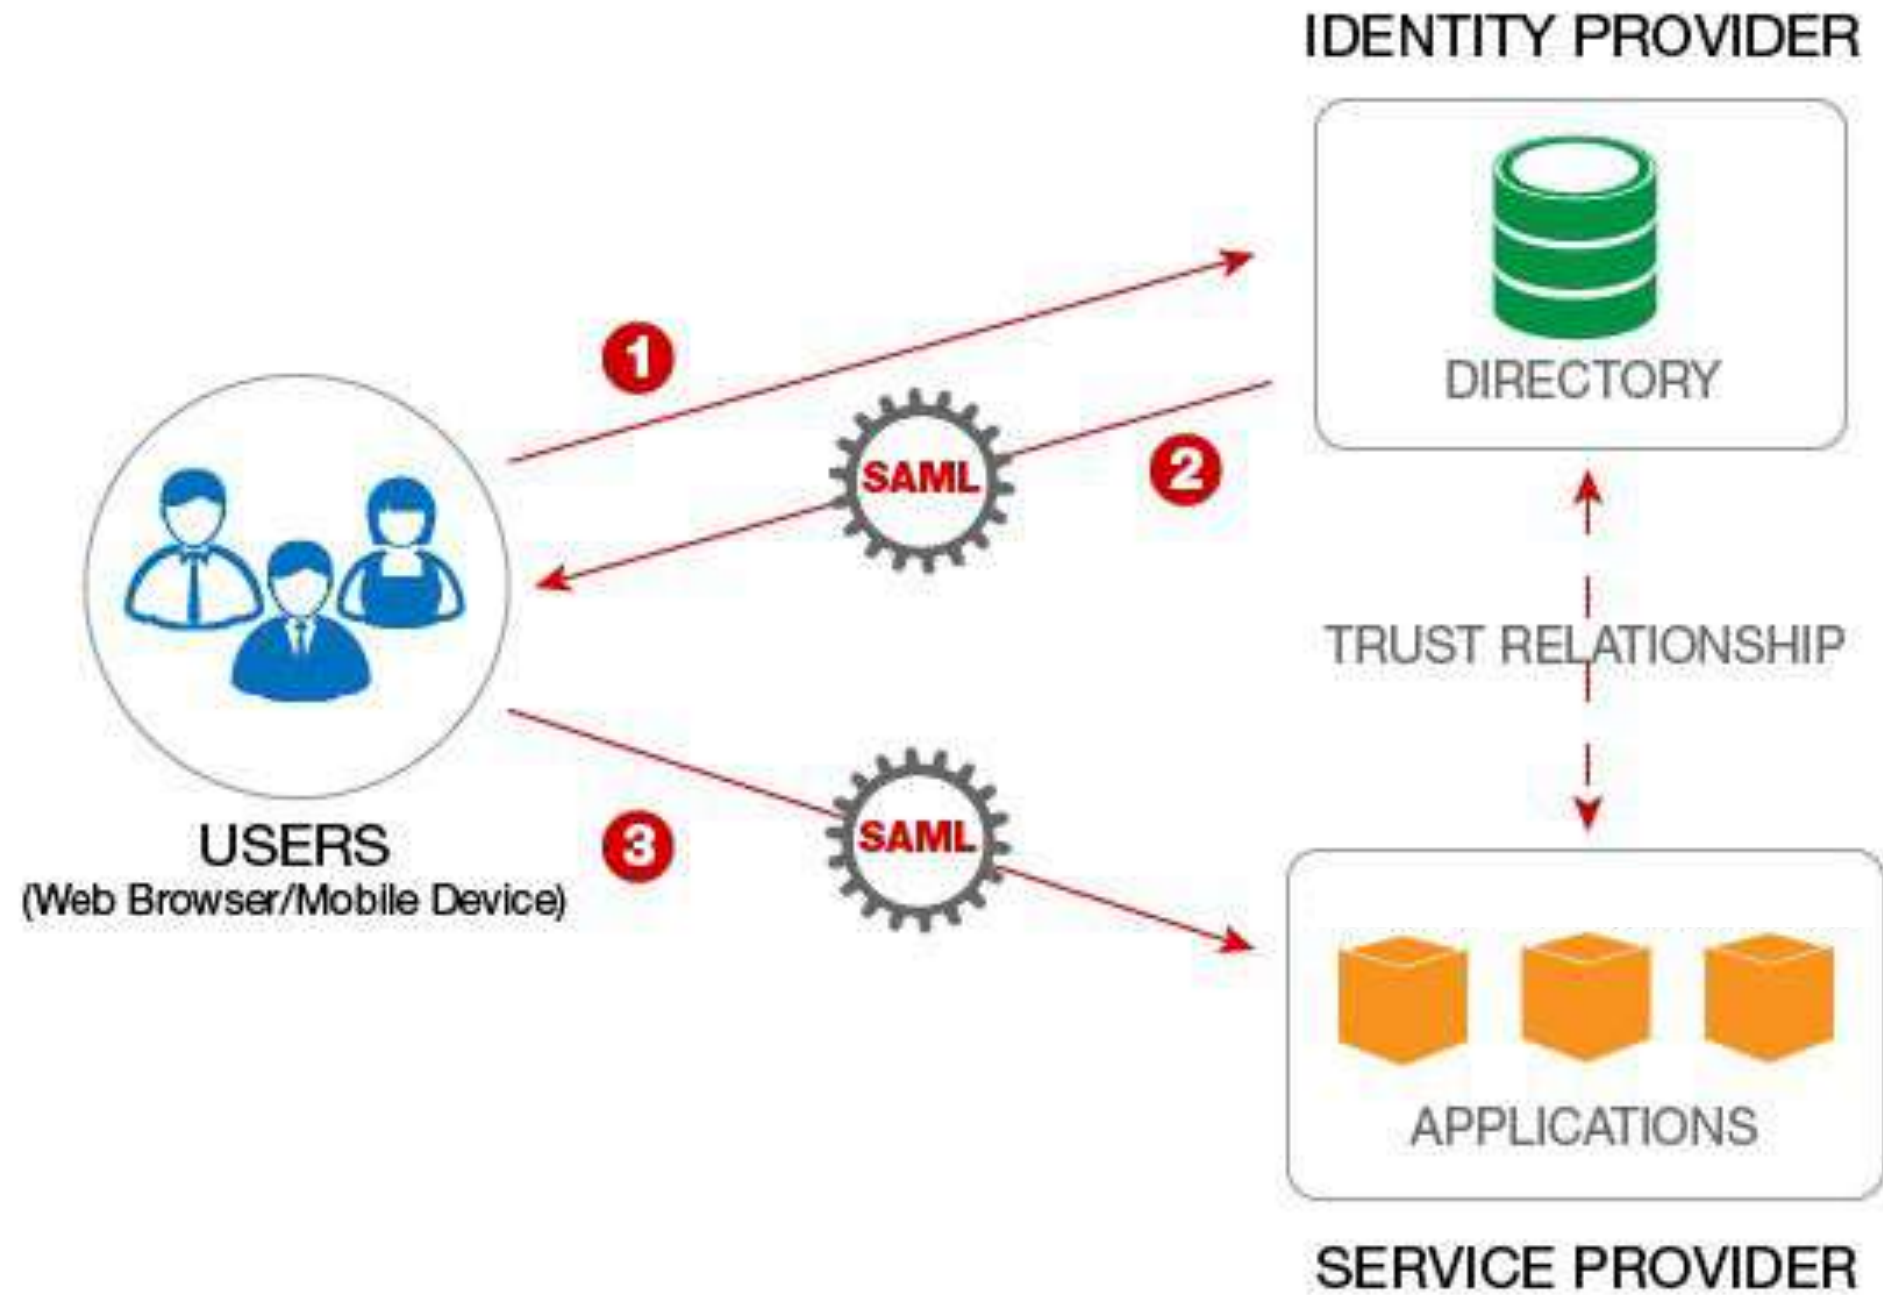 IDENTITY PROVIDER
DIRECTORY
1
SAML
2
TRUST RELATIONSHIP
USERS
(Web Browser/Mobile Device)
3
SAML
APPLICATIONS
SERVICE PROVIDER